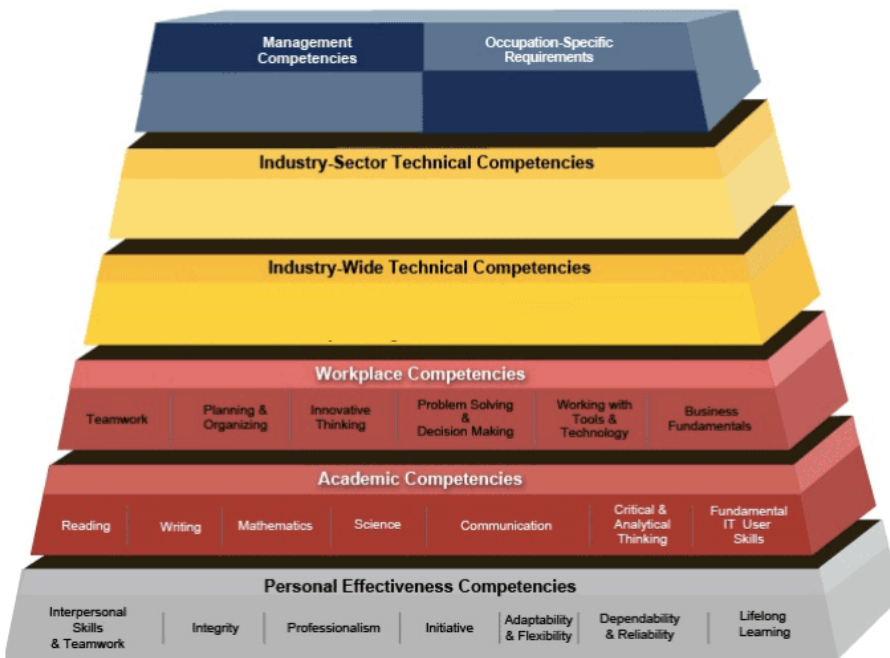 Management
Competencies
Occupation-Specific
Requirements
Industry-Sector Technical Competencies
Industry-Wide Technical Competencies
Workplace Competencies
Teamwork
Planning &
Organizing
Innovative
Thinking
Problem Solving
&
Decision Making
Working with
Tools &
Technology
Business
Fundamentals
Academic Competencies
Reading
Writing
Mathematics
Science
Communication
Critical &
Analytical
Thinking
Fundamental
IT User
Skills
Personal Effectiveness Competencies
Interpersonal
Skills
& Teamwork
Integrity
Professionalism
Initiative
Adaptability
& Flexibility
Dependability
& Reliability
Lifelong
Learning